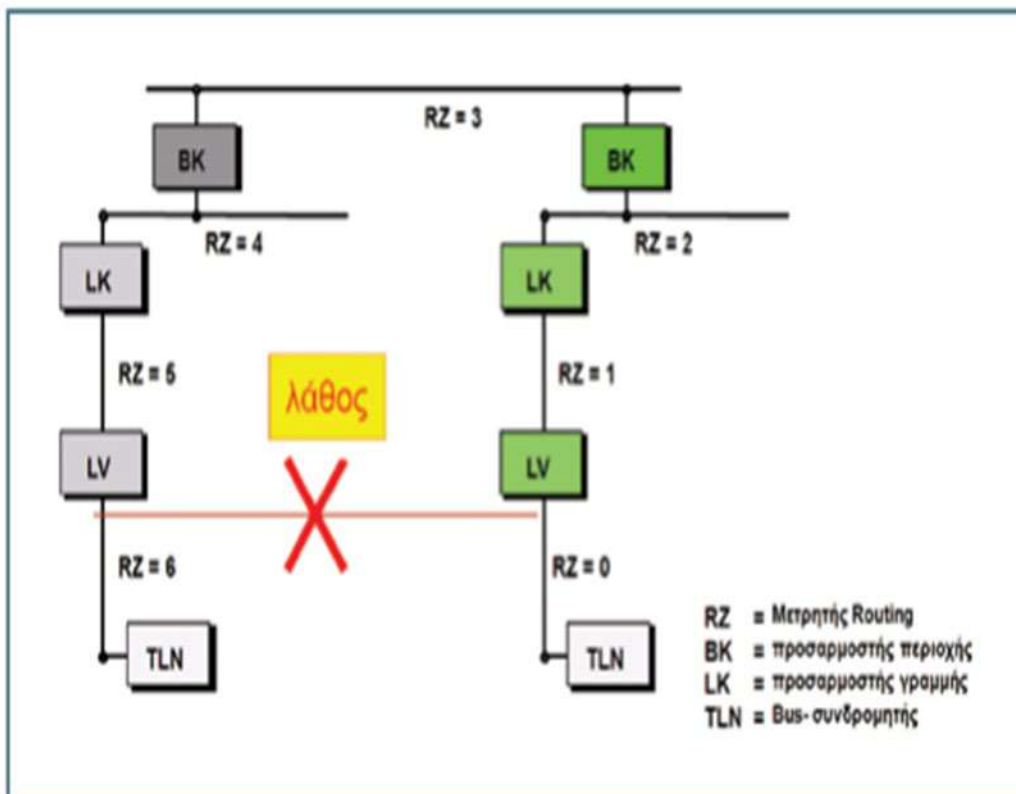 RZ = 3
BK
BK
RZ = 4
RZ = 2
LK
LK
RZ = 5
λάθος
RZ = 1
LV
LV
RZ = 6
RZ = 0
TLN
TLN
RZ = Μετρητής Routing
BK = προσαρμοστής περιοχής
LK = προσαρμοστής γραμμής
TLN = Bus- συνδρομητής